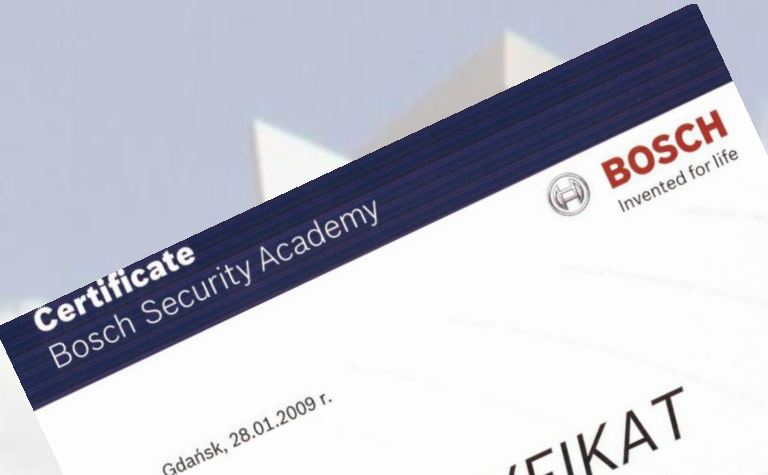 Certificate
Bosch Security Academy
BOSCH
Invented for life
Gdańsk, 28.01.2009 r.